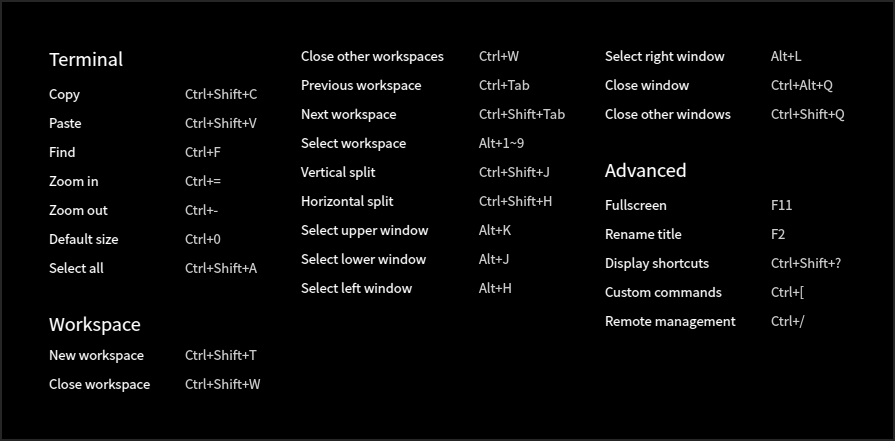 Terminal
Copy Ctrl+Shift+C
Paste Ctrl+Shift+V
Find Ctrl+F
Zoom in Ctrl+=
Zoom out Ctrl+-
Default size Ctrl+0
Select all Ctrl+Shift+A
Workspace
New workspace Ctrl+Shift+T
Close workspace Ctrl+Shift+W
Close other workspaces Ctrl+W
Previous workspace Ctrl+Tab
Next workspace Ctrl+Shift+Tab
Select workspace Alt+1~9
Vertical split Ctrl+Shift+J
Horizontal split Ctrl+Shift+H
Select upper window Alt+K
Select lower window Alt+J
Select left window Alt+H
Select right window Alt+L
Close window Ctrl+Alt+Q
Close other windows Ctrl+Shift+Q
Advanced
Fullscreen F11
Rename title F2
Display shortcuts Ctrl+Shift+?
Custom commands Ctrl+[
Remote management Ctrl+/